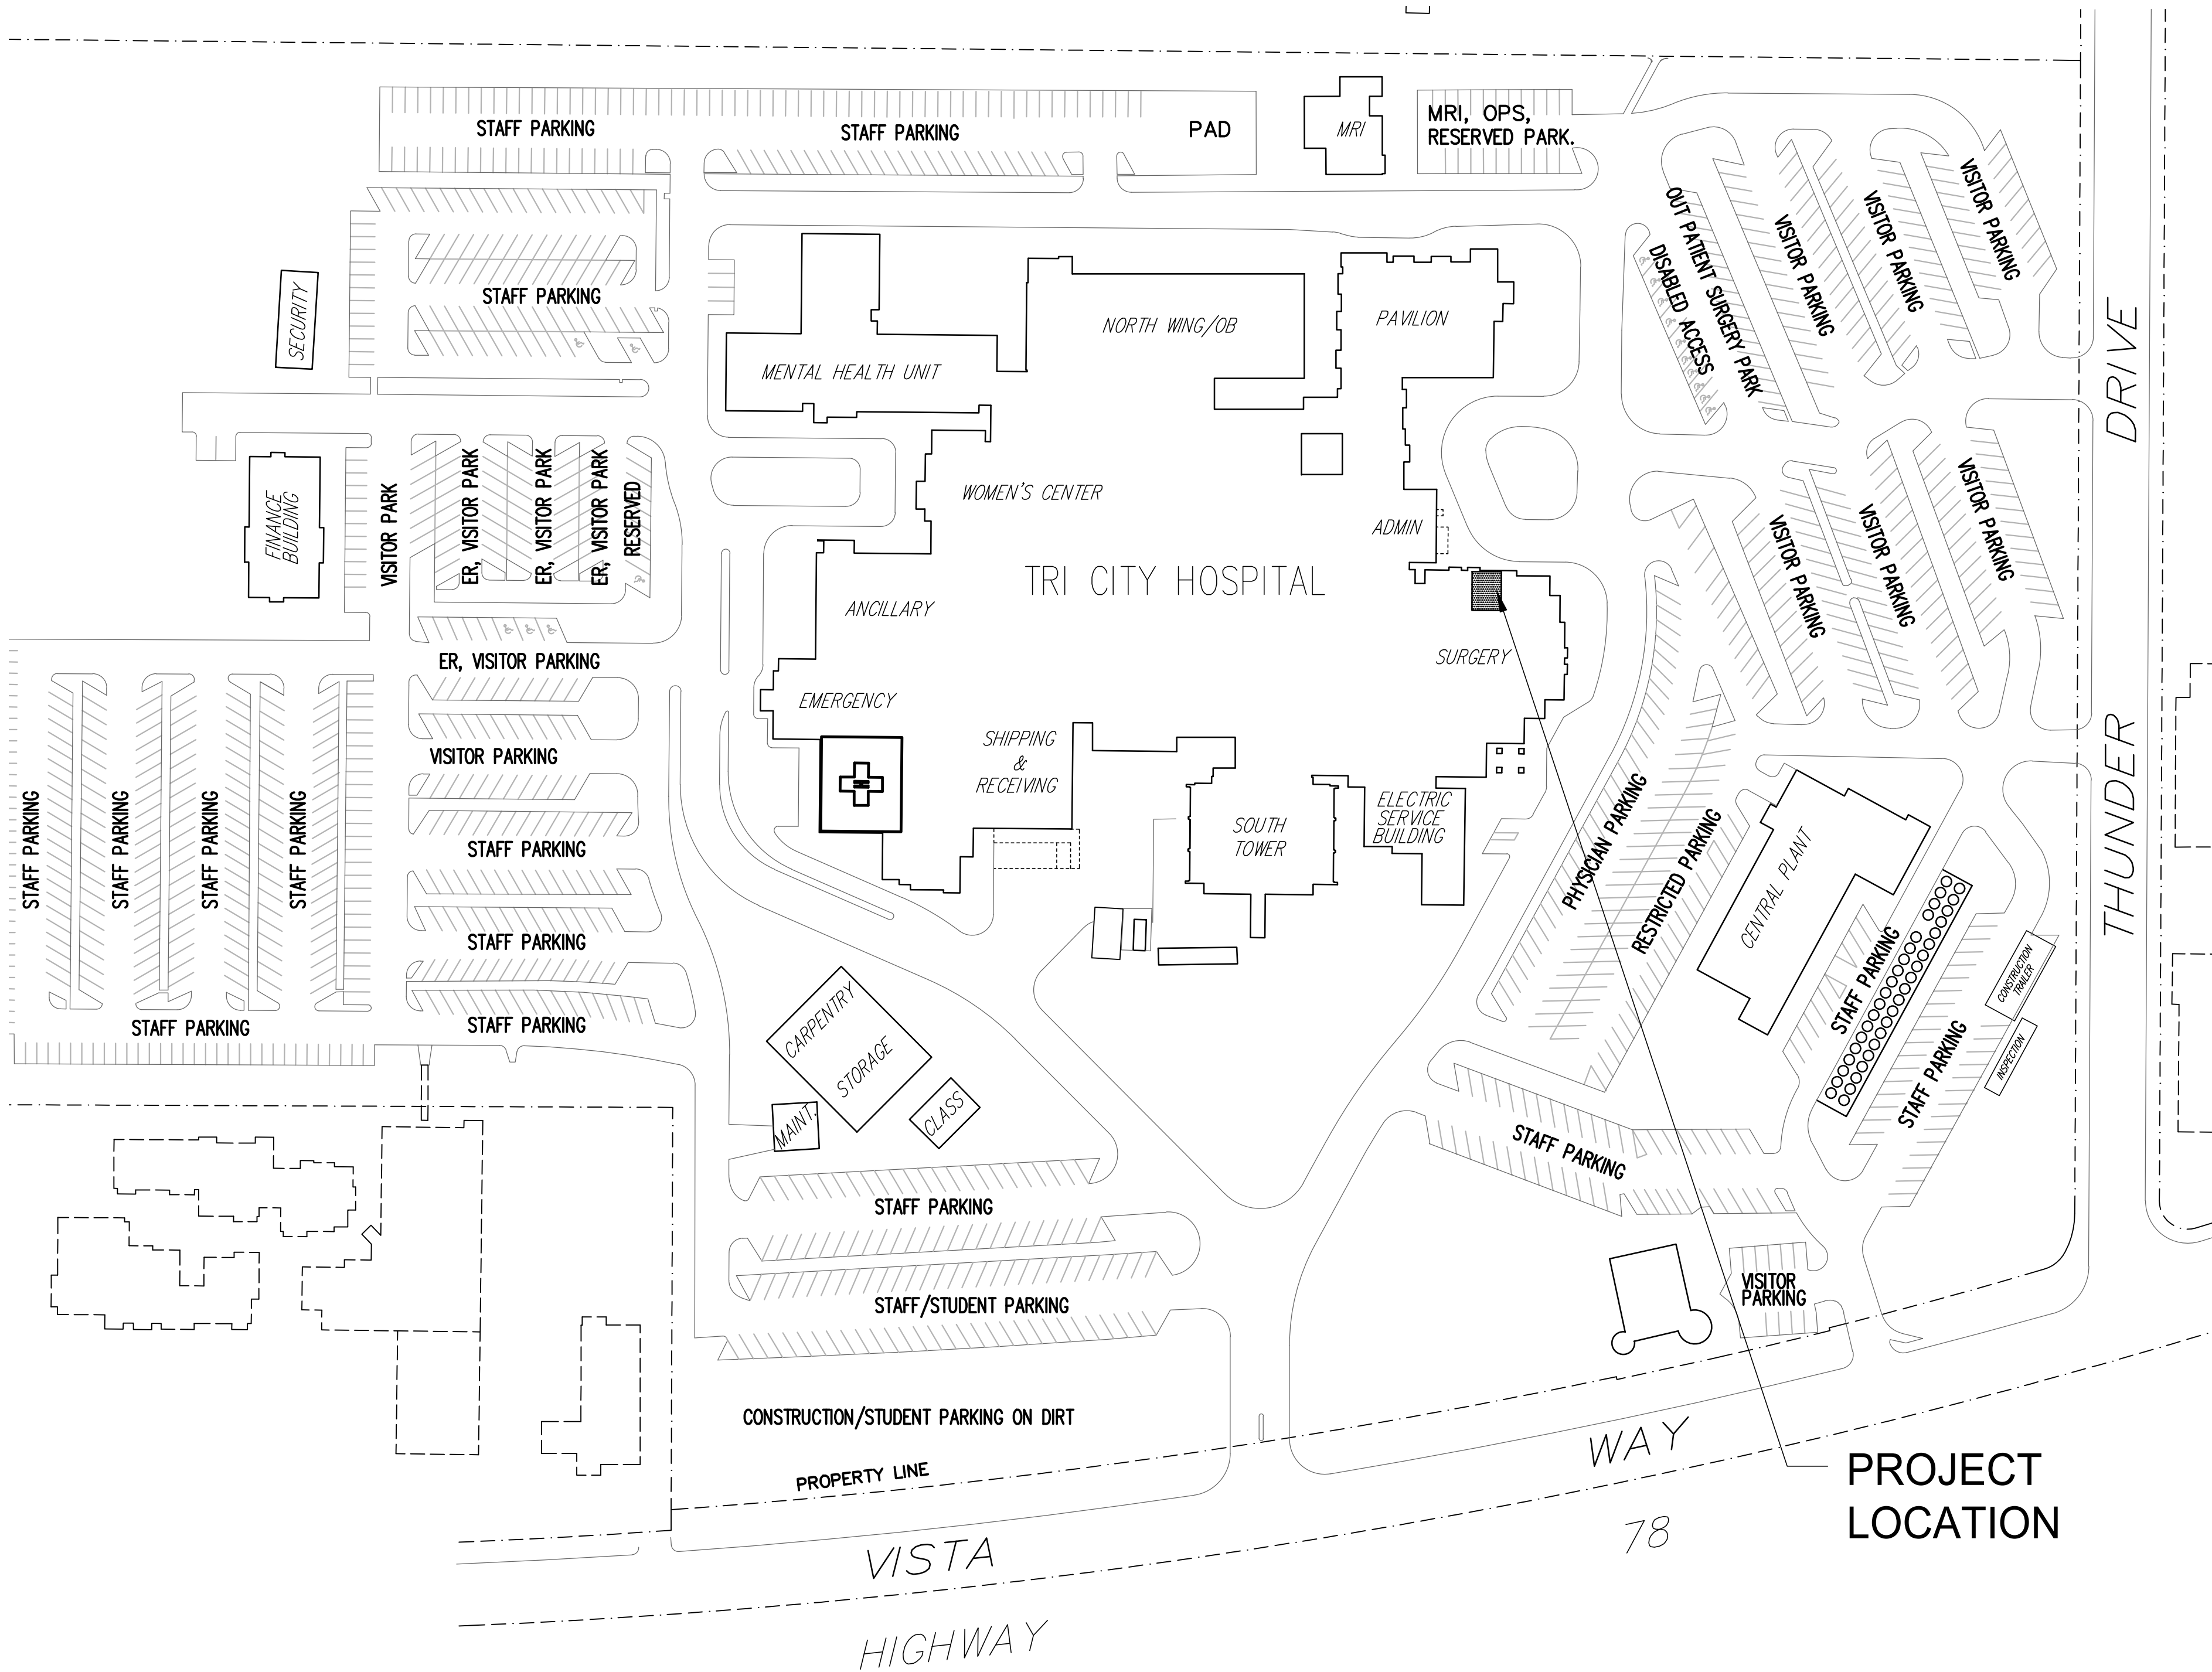 STAFF PARKING
STAFF PARKING
PAD
MRI
MRI, OPS,
RESERVED PARK.
VISITOR PARKING
VISITOR PARKING
VISITOR PARKING
OUT PATIENT SURGERY PARK
DISABLED ACCESS
SECURITY
STAFF PARKING
MENTAL HEALTH UNIT
NORTH WING/OB
PAVILION
DRIVE
THUNDER
FINANCE
BUILDING
VISITOR PARK
ER, VISITOR PARK
ER, VISITOR PARK
ER, VISITOR PARK
RESERVED
WOMEN'S CENTER
ADMIN
VISITOR PARKING
VISITOR PARKING
VISITOR PARKING
TRI CITY HOSPITAL
ANCILLARY
SURGERY
ER, VISITOR PARKING
EMERGENCY
VISITOR PARKING
SHIPPING
&
RECEIVING
SOUTH
TOWER
ELECTRIC
SERVICE
BUILDING
PHYSICIAN PARKING
RESTRICTED PARKING
CENTRAL PLANT
STAFF PARKING
STAFF PARKING
STAFF PARKING
STAFF PARKING
STAFF PARKING
STAFF PARKING
STAFF PARKING
STAFF PARKING
STAFF PARKING
STAFF PARKING
CONSTRUCTION
TRAILER
INSPECTION
CARPENTRY
STORAGE
MAINT.
CLASS
STAFF PARKING
STAFF PARKING
STAFF/STUDENT PARKING
VISITOR
PARKING
CONSTRUCTION/STUDENT PARKING ON DIRT
PROPERTY LINE
VISTA
WAY
HIGHWAY
78
PROJECT
LOCATION